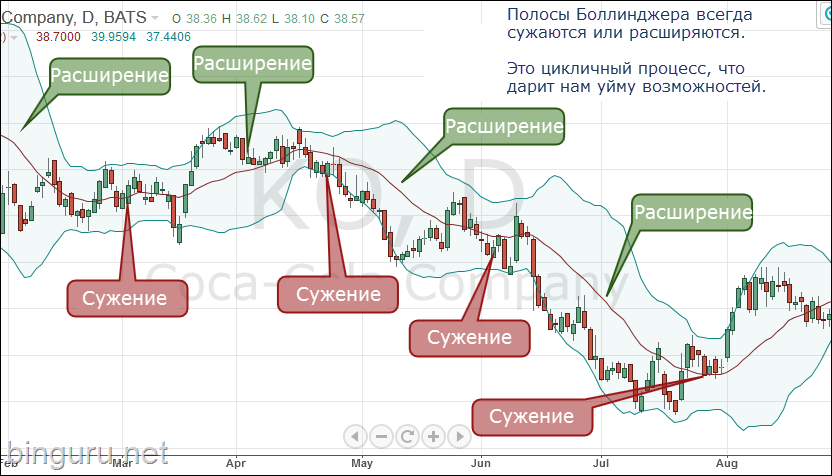 Company, D, BATS O 38.36 H 38.62 L 38.10 C 38.57
) 38.7000 39.9594 37.4406
Полосы Боллинджера всегда
сужаются или расширяются.
Это цикличный процесс, что
дарит нам уйму возможностей.
Расширение
Расширение
Расширение
Расширение
KO, D
Coca-Cola Company
Сужение
Сужение
Сужение
Сужение
binguru.net
Feb Mar Apr May Jun Jul Aug